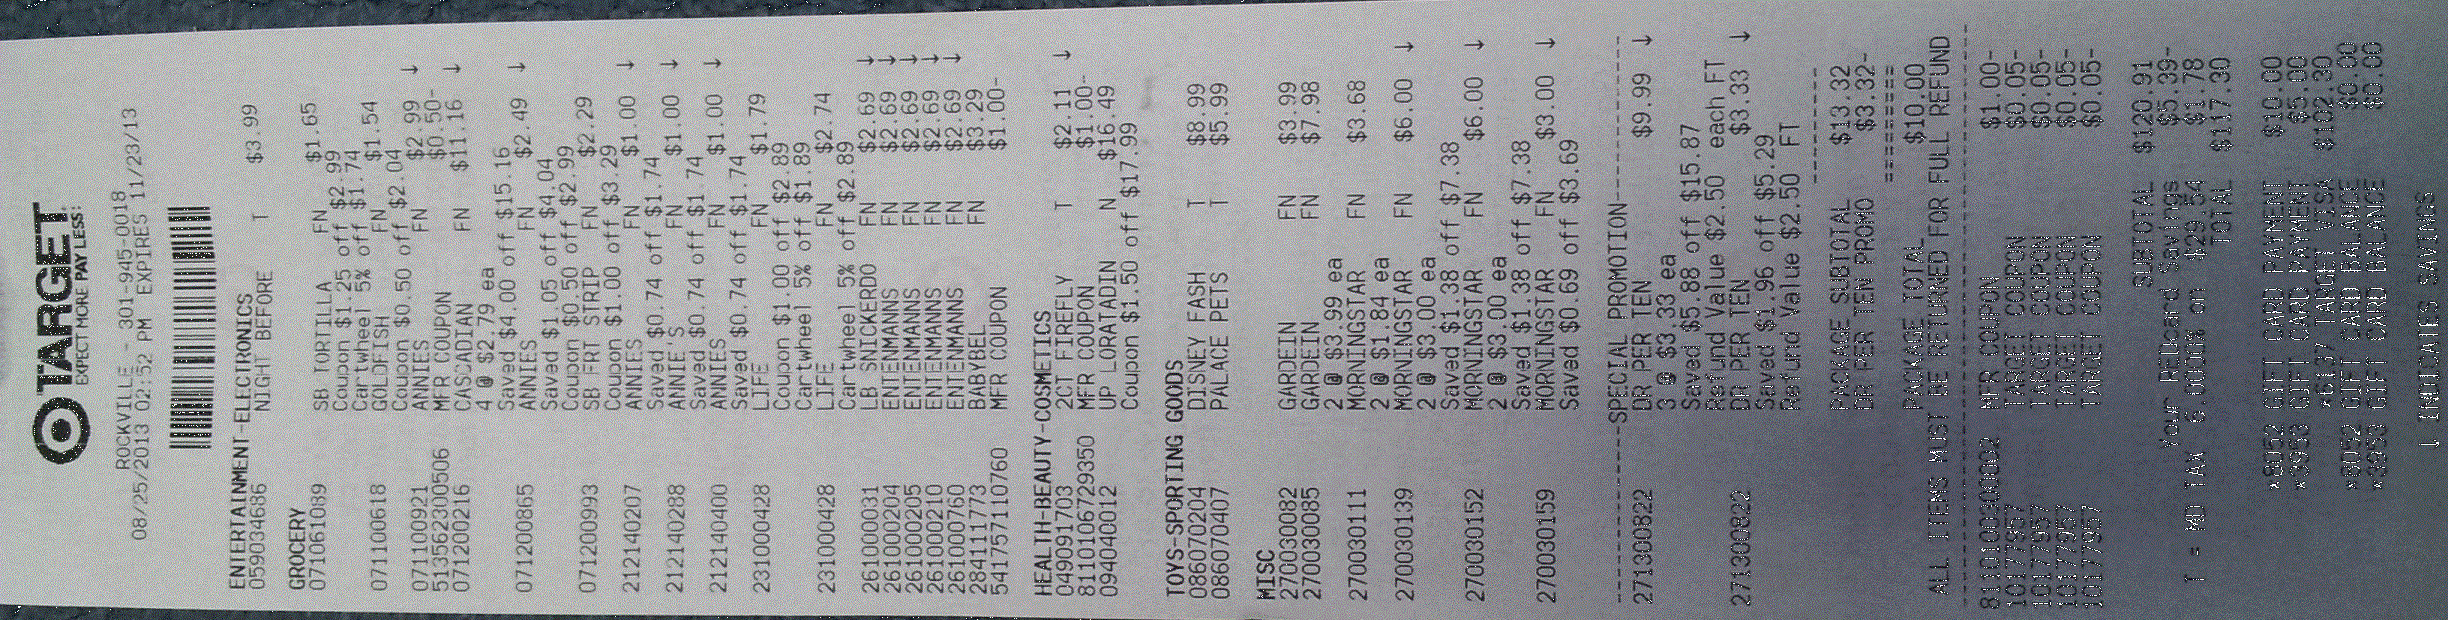 TARGET
EXPECT MORE PAY LESS.
ROCKVILLE - 301-945-0018
08/25/2013 02:52 PM EXPIRES 11/23/13
ENTERTAINMENT-ELECTRONICS
059034636 NIGHT BEFORE T $3.99
GROCERY
071061089 SB TORTILLA FN $1.65
Coupon $1.25 off $2.99
Cartwheel 5% off $1.74
071100618 GOLDFISH FN $1.54
Coupon $0.50 off $2.04
071100921 ANNIES FN $2.99 ↓
513562300506 MFR COUPON $0.50-
071200216 CASCADIAN FN $11.16 ↓
4 @ $2.79 ea
Saved $4.00 off $15.16
071200865 ANNIES FN $2.49 ↓
Saved $1.05 off $4.04
Coupon $0.50 off $2.99
071200993 SB FRT STRIP FN $2.29
Coupon $1.00 off $3.29
212140207 ANNIES FN $1.00 ↓
Saved $0.74 off $1.74
212140288 ANNIE'S FN $1.00 ↓
Saved $0.74 off $1.74
212140400 ANNIES FN $1.00 ↓
Saved $0.74 off $1.74
231000428 LIFE FN $1.79
Coupon $1.00 off $2.89
Cartwheel 5% off $1.89
231000428 LIFE FN $2.74
Cartwheel 5% off $2.89
261000031 LB SNICKERDO FN $2.69 ↓
261000204 ENTENMANNS FN $2.69 ↓
261000205 ENTENMANNS FN $2.69 ↓
261000210 ENTENMANNS FN $2.69 ↓
261000760 ENTENMANNS FN $2.69 ↓
284111773 BABYBEL FN $3.29
541757110760 MFR COUPON $1.00-
HEALTH-BEAUTY-COSMETICS
049091703 2CT FIREFLY T $2.11 ↓
8110106729350 MFR COUPON $1.00-
094040012 UP LORATADIN N $16.49
Coupon $1.50 off $17.99
TOYS-SPORTING GOODS
086070204 DISNEY FASH T $8.99
086070407 PALACE PETS T $5.99
MISC
270030082 GARDEIN FN $3.99
270030085 GARDEIN FN $7.98
2 @ $3.99 ea
270030111 MORNINGSTAR FN $3.68
2 @ $1.84 ea
270030139 MORNINGSTAR FN $6.00 ↓
2 @ $3.00 ea
Saved $1.38 off $7.38
270030152 MORNINGSTAR FN $6.00 ↓
2 @ $3.00 ea
Saved $1.38 off $7.38
270030159 MORNINGSTAR FN $3.00 ↓
Saved $0.69 off $3.69
--------SPECIAL PROMOTION--------
271300822 DR PER TEN $9.99 ↓
3 @ $3.33 ea
Saved $5.88 off $15.87
Refund Value $2.50 each FT
271300822 DR PER TEN $3.33 ↓
Saved $1.96 off $5.29
Refund Value $2.50 FT
PACKAGE SUBTOTAL $13.32
DR PER TEN PROMO $3.32-
========
PACKAGE TOTAL $10.00
ALL ITEMS MUST BE RETURNED FOR FULL REFUND
MFR COUPON $1.00-
10177957 TARGET COUPON $0.05-
10177957 TARGET COUPON $0.05-
10177957 TARGET COUPON $0.05-
10177957 TARGET COUPON $0.05-
SUBTOTAL $120.91
Your REDcard Savings $5.39-
T = MD TAX 6.0000% on $29.54 $1.78
TOTAL $117.30
*8052 GIFT CARD PAYMENT $10.00
*3953 GIFT CARD PAYMENT $5.00
*6137 TARGET VISA $102.30
*8052 GIFT CARD BALANCE $0.00
*3953 GIFT CARD BALANCE $0.00
↓ INDICATES SAVINGS